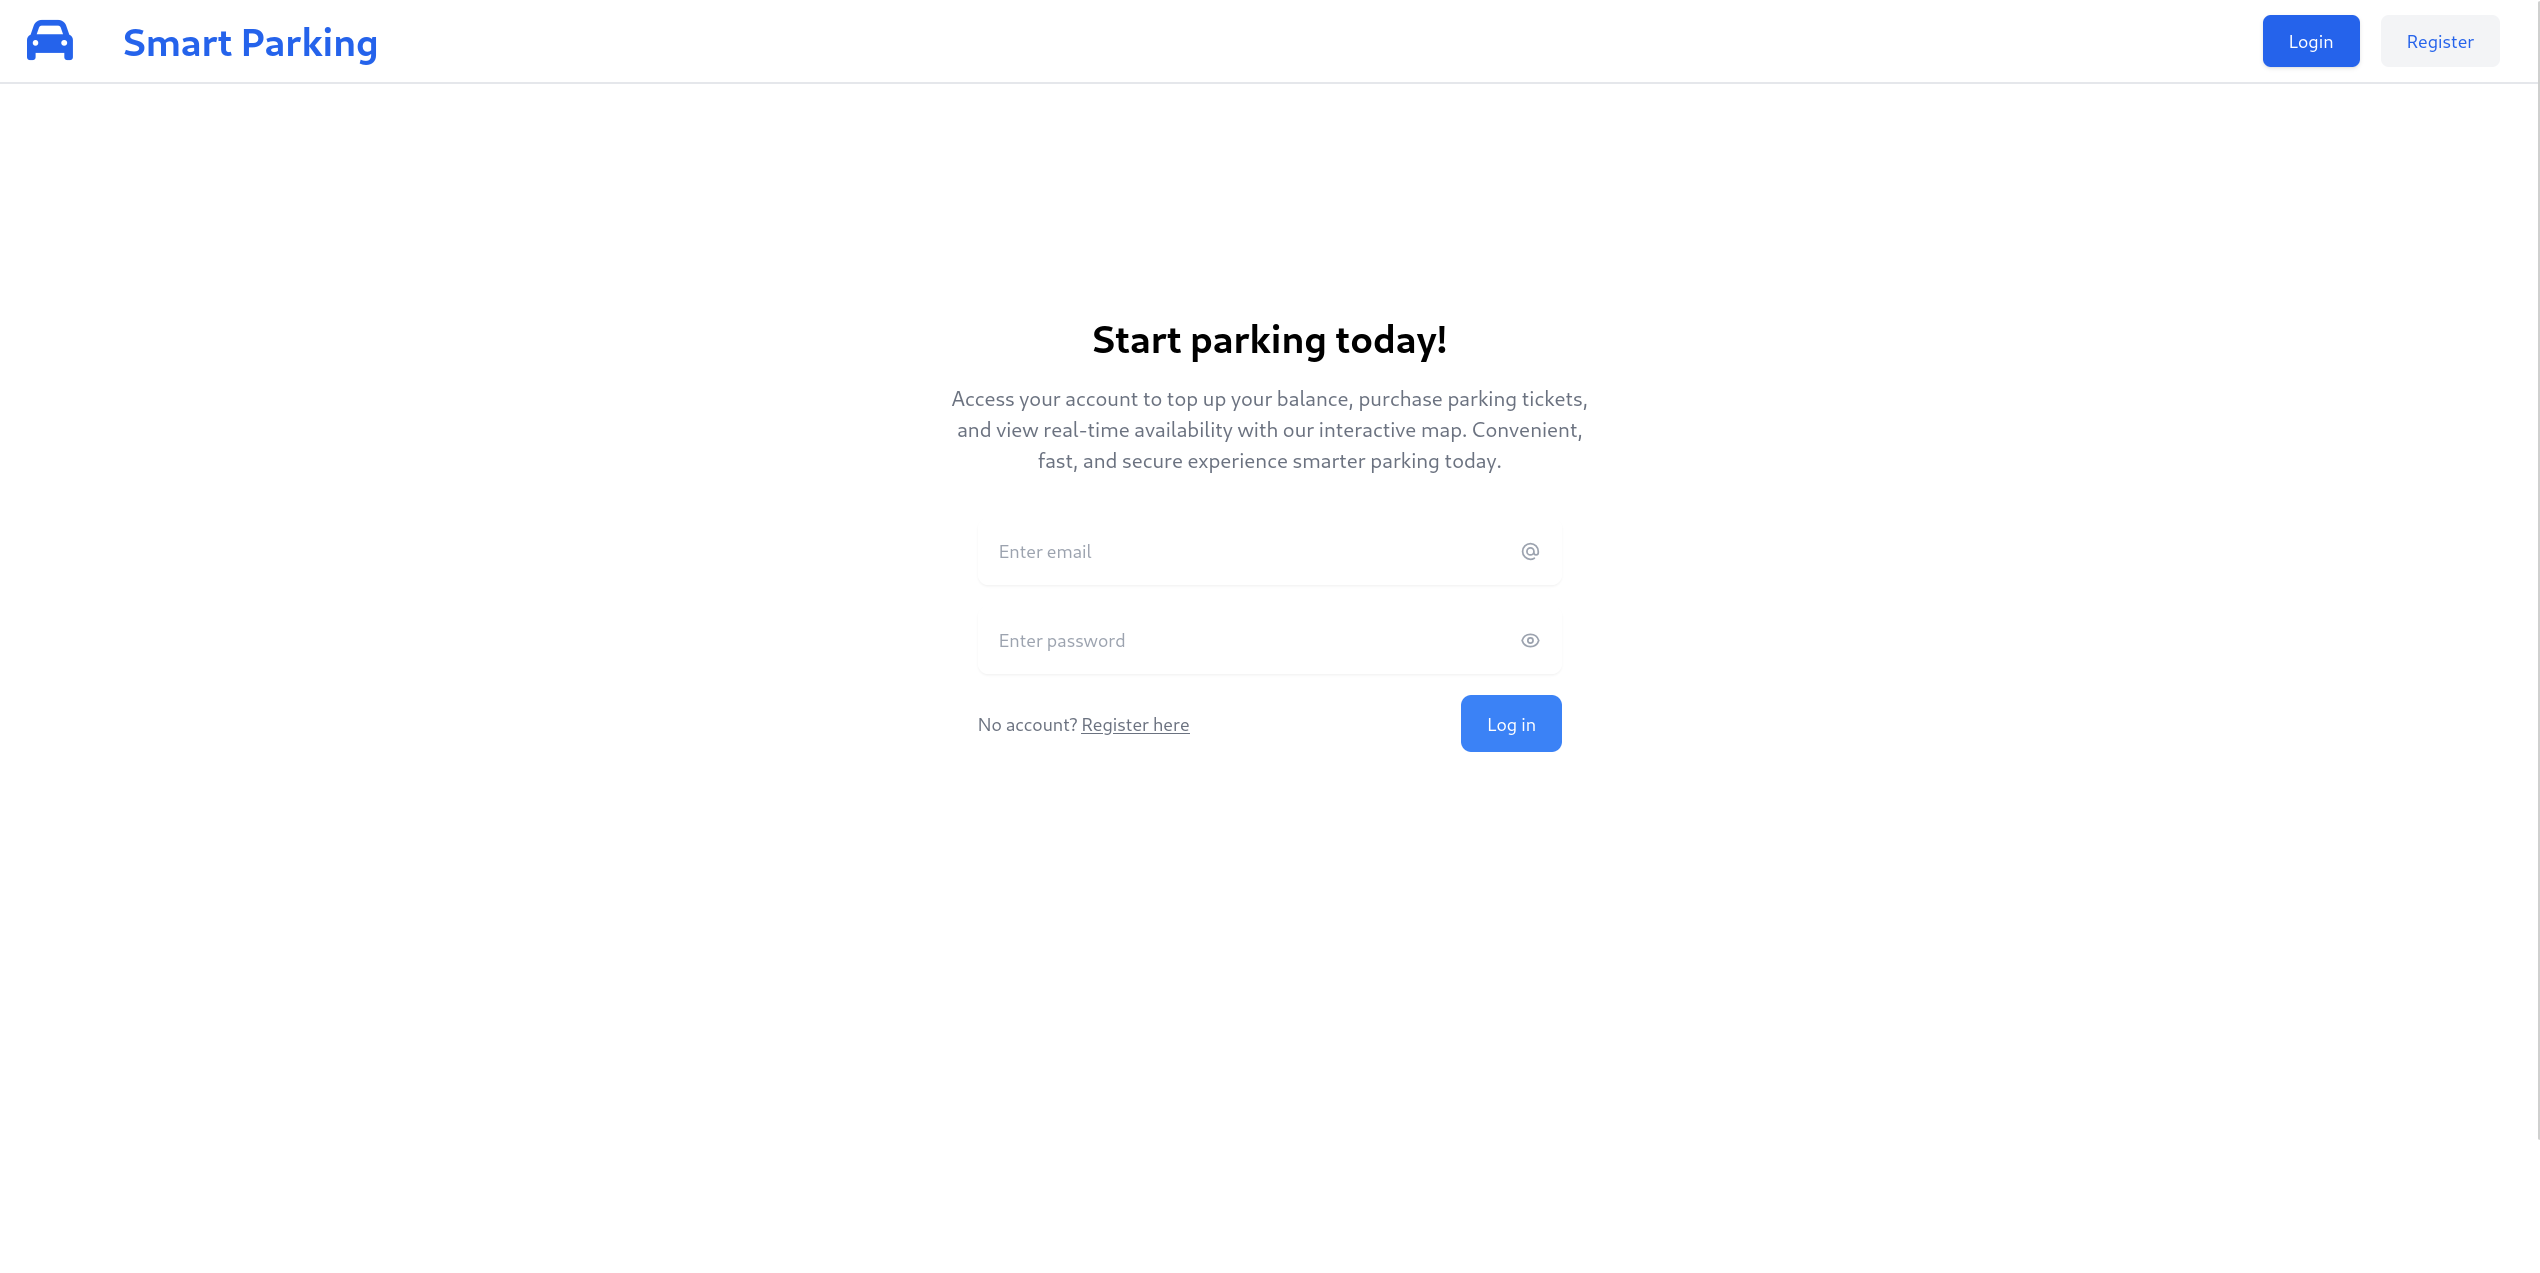 Smart Parking
Login
Register
Start parking today!
Access your account to top up your balance, purchase parking tickets,
and view real-time availability with our interactive map. Convenient,
fast, and secure experience smarter parking today.
Enter email
Enter password
No account? Register here
Log in